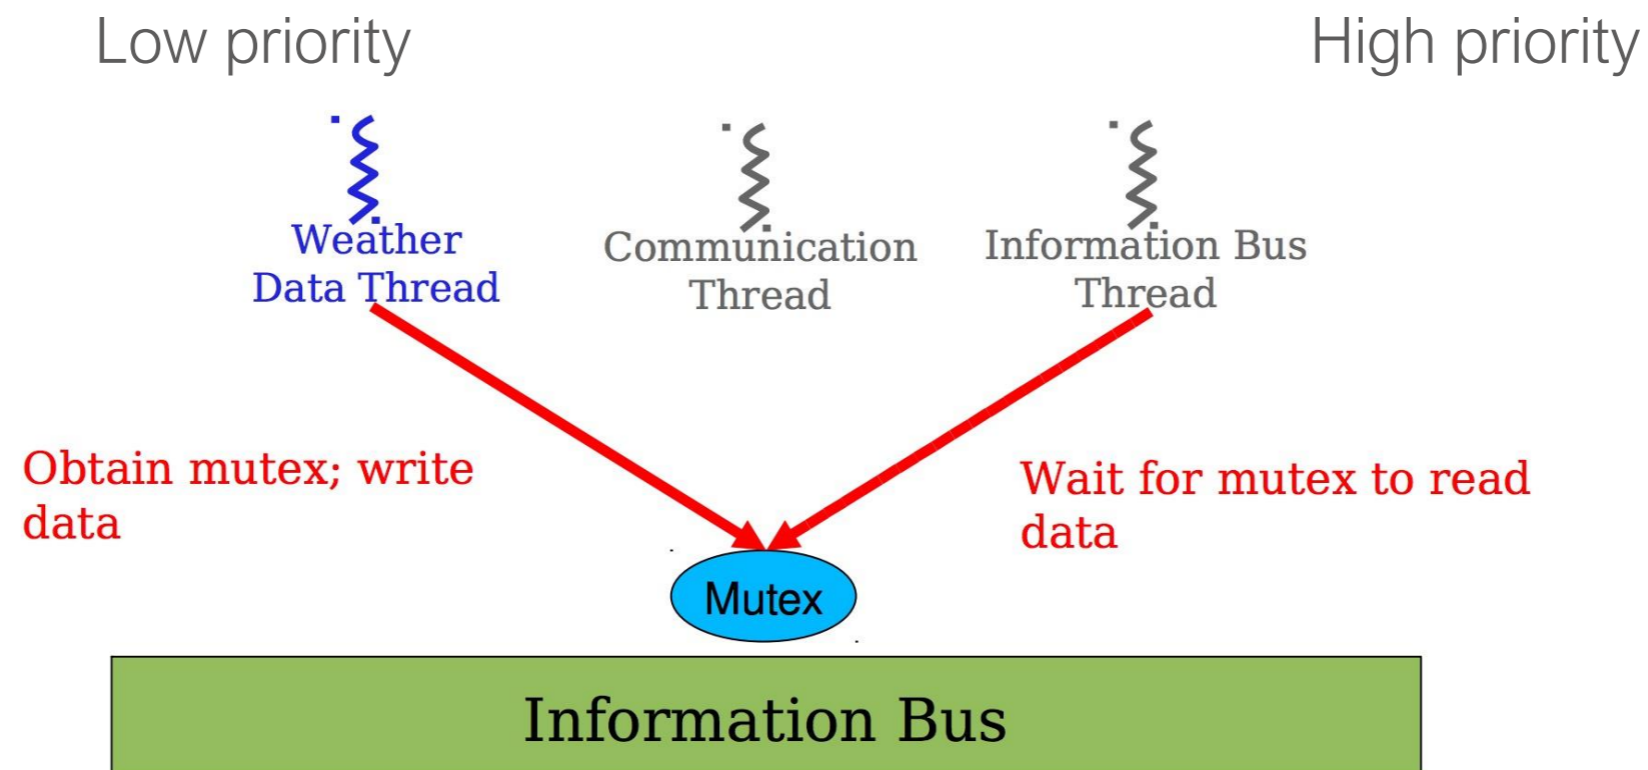 Low priority
High priority
Weather
Data Thread
Communication
Thread
Information Bus
Thread
Obtain mutex; write
data
Wait for mutex to read
data
Mutex
Information Bus